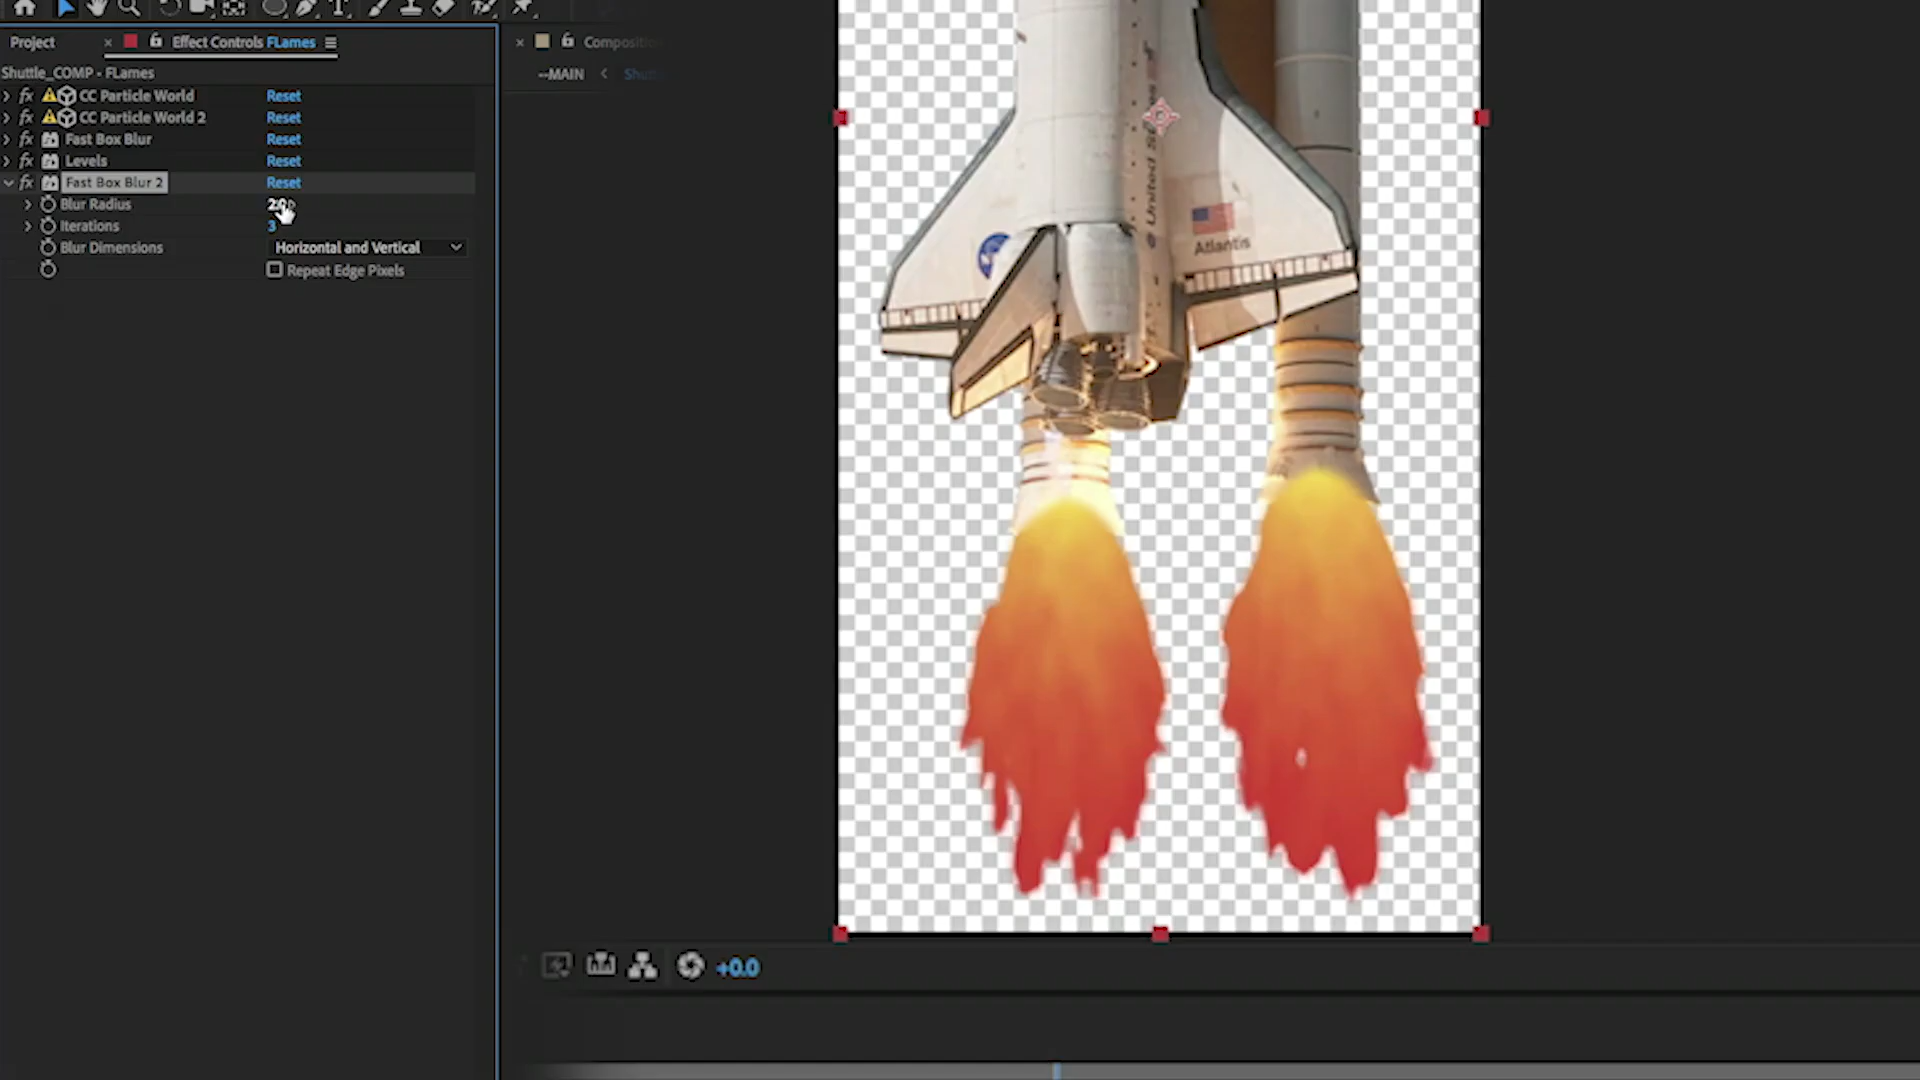 Project
Effect Controls FLames
Composition
Shuttle_COMP - FLames
--MAIN
CC Particle World Reset
CC Particle World 2 Reset
Fast Box Blur Reset
Levels Reset
Fast Box Blur 2 Reset
Blur Radius
Iterations 3
Blur Dimensions Horizontal and Vertical
Repeat Edge Pixels
United
Atlantis
+0.0